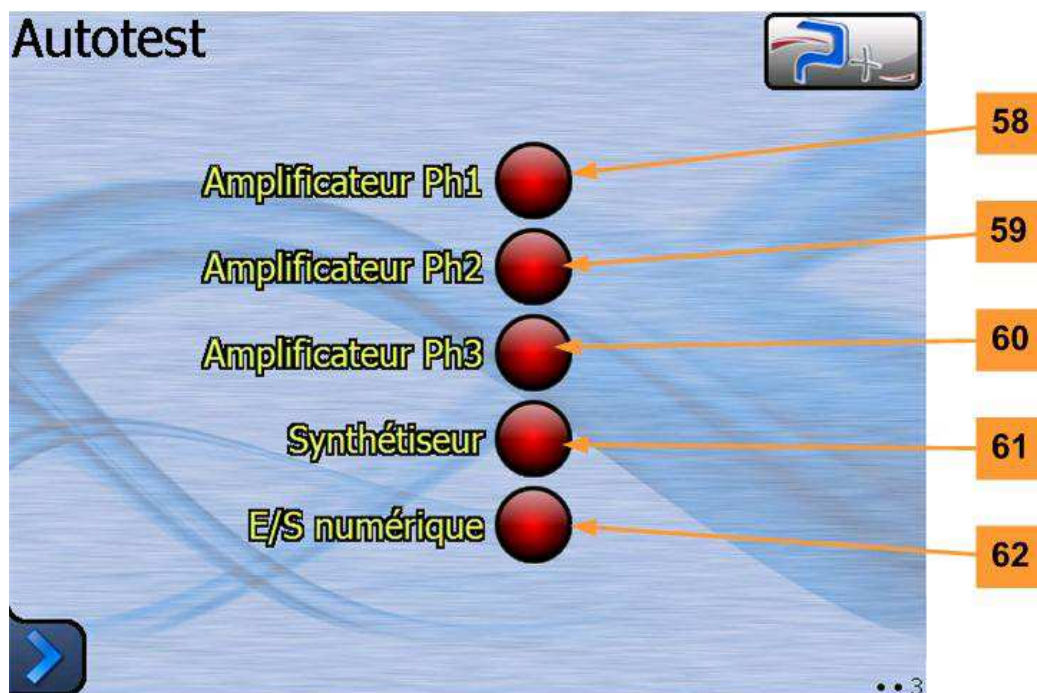 Autotest
58
Amplificateur Ph1
59
Amplificateur Ph2
60
Amplificateur Ph3
61
Synthétiseur
62
E/S numérique
• • 3